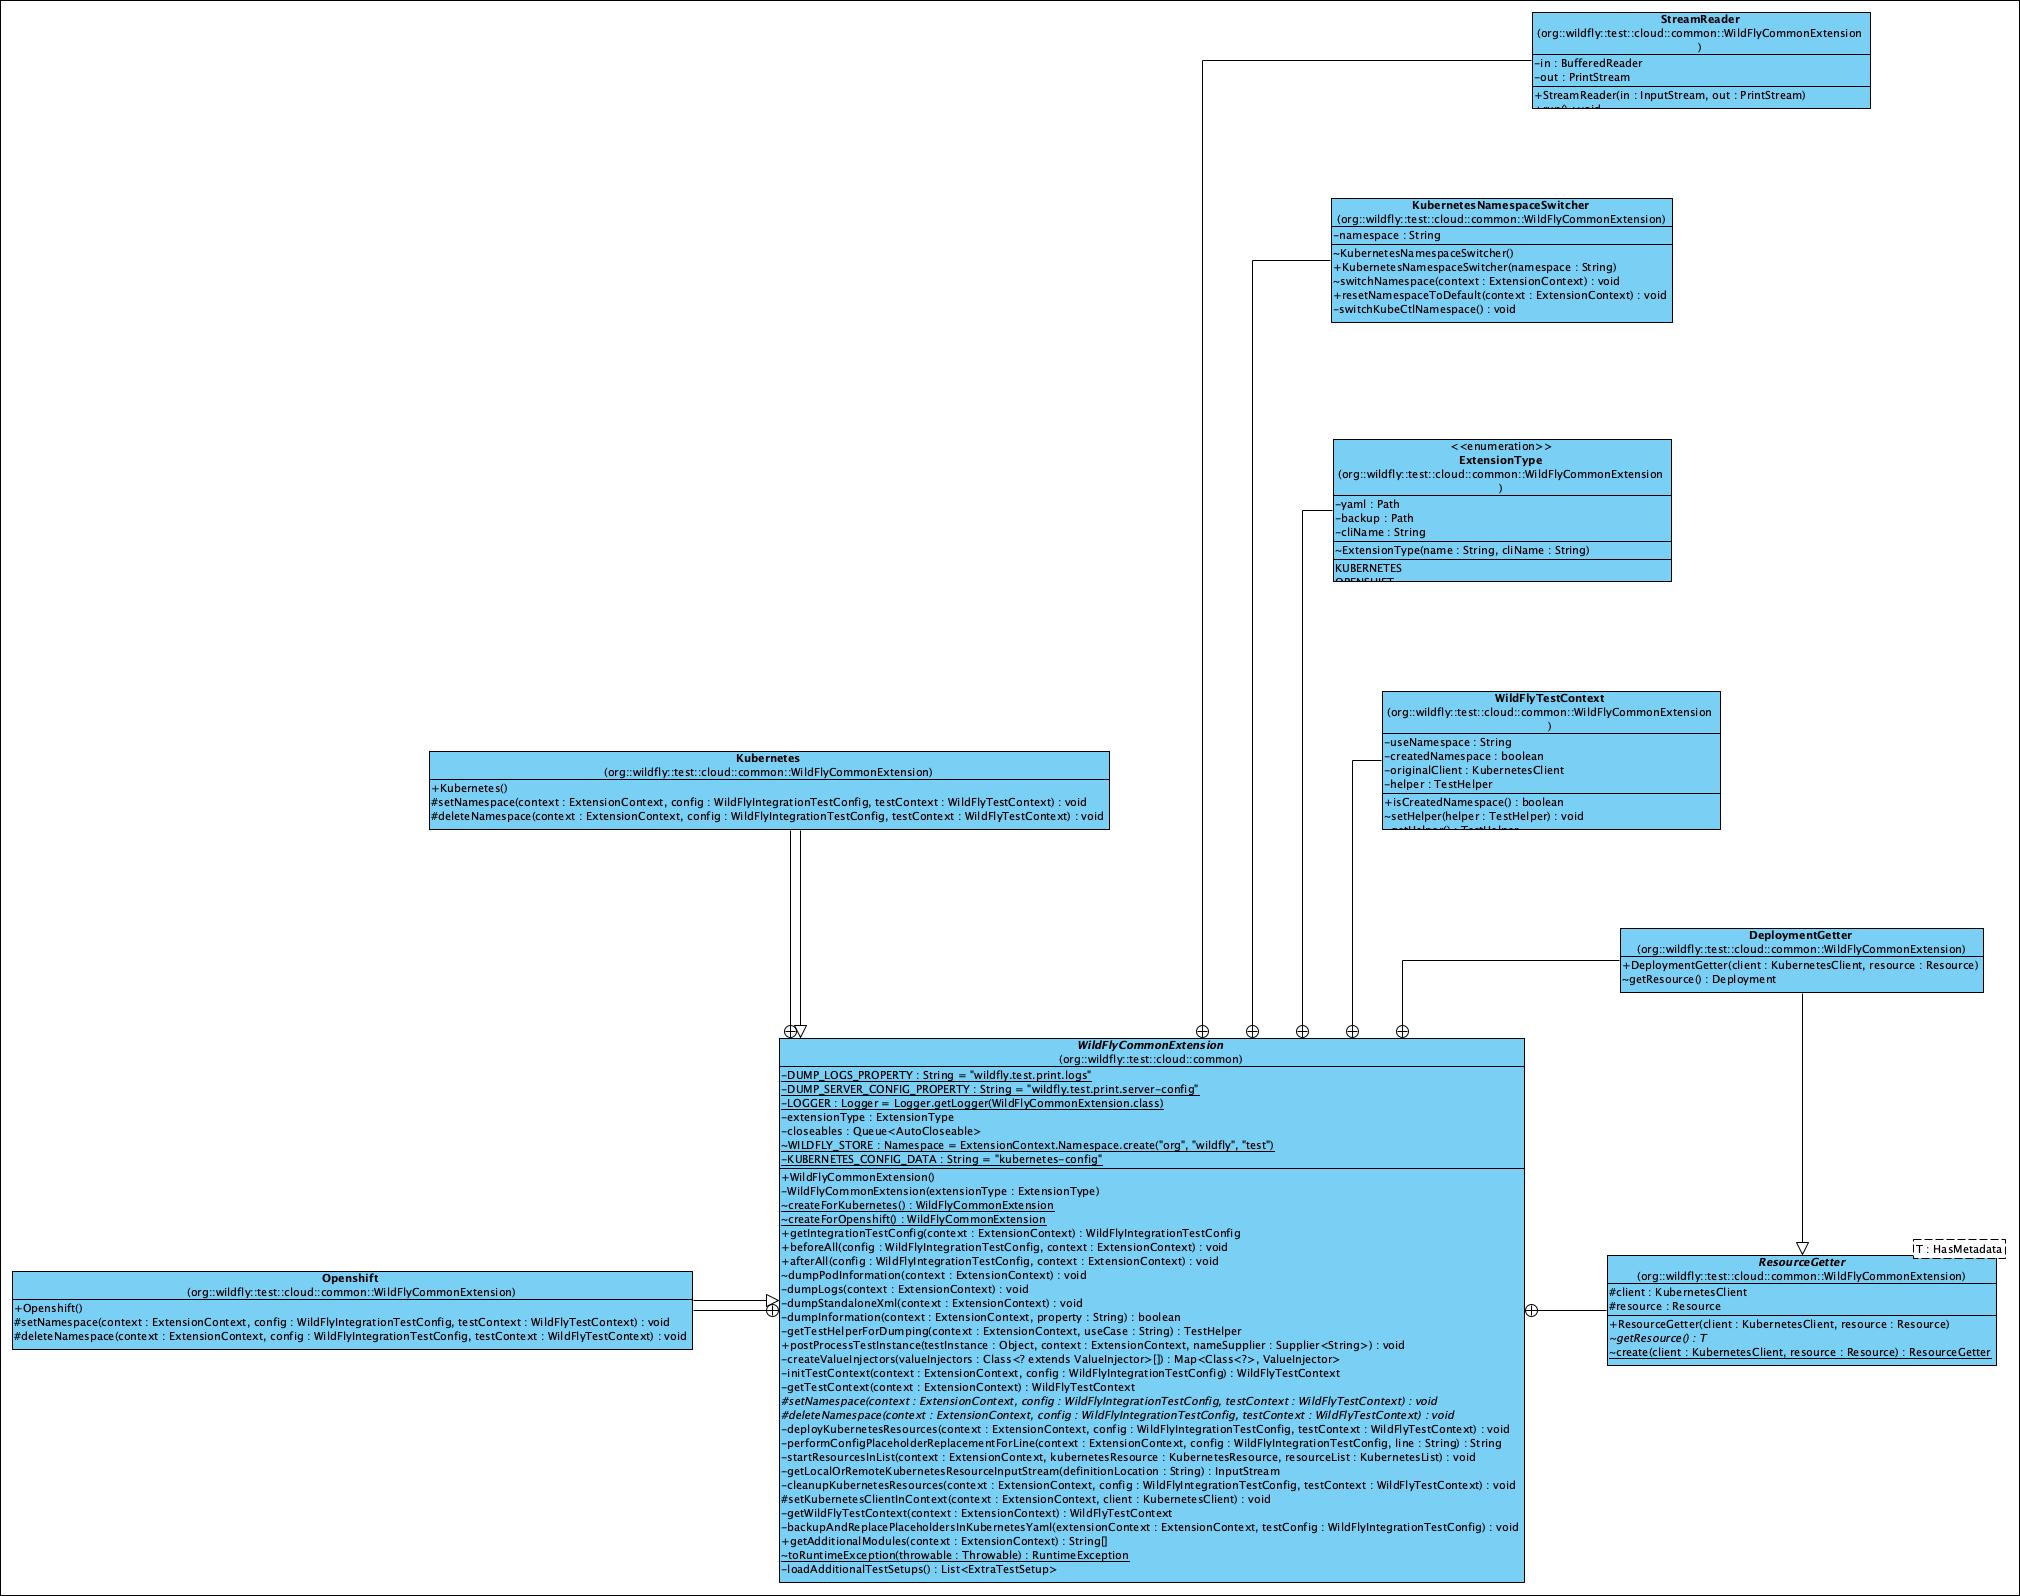 StreamReader
(org::wildfly::test::cloud::common::WildFlyCommonExtension
)
-in : BufferedReader
-out : PrintStream
+StreamReader(in : InputStream, out : PrintStream)
KubernetesNamespaceSwitcher
(org::wildfly::test::cloud::common::WildFlyCommonExtension)
-namespace : String
~KubernetesNamespaceSwitcher()
+KubernetesNamespaceSwitcher(namespace : String)
~switchNamespace(context : ExtensionContext) : void
+resetNamespaceToDefault(context : ExtensionContext) : void
-switchKubeCtlNamespace() : void
<<enumeration>>
ExtensionType
(org::wildfly::test::cloud::common::WildFlyCommonExtension
)
-yaml : Path
-backup : Path
-cliName : String
~ExtensionType(name : String, cliName : String)
KUBERNETES
OPENSHIFT
WildFlyTestContext
(org::wildfly::test::cloud::common::WildFlyCommonExtension
)
-useNamespace : String
-createdNamespace : boolean
-originalClient : KubernetesClient
-helper : TestHelper
+isCreatedNamespace() : boolean
~setHelper(helper : TestHelper) : void
~getHelper() : TestHelper
Kubernetes
(org::wildfly::test::cloud::common::WildFlyCommonExtension)
+Kubernetes()
#setNamespace(context : ExtensionContext, config : WildFlyIntegrationTestConfig, testContext : WildFlyTestContext) : void
#deleteNamespace(context : ExtensionContext, config : WildFlyIntegrationTestConfig, testContext : WildFlyTestContext) : void
DeploymentGetter
(org::wildfly::test::cloud::common::WildFlyCommonExtension)
+DeploymentGetter(client : KubernetesClient, resource : Resource)
~getResource() : Deployment
WildFlyCommonExtension
(org::wildfly::test::cloud::common)
-DUMP_LOGS_PROPERTY : String = "wildfly.test.print.logs"
-DUMP_SERVER_CONFIG_PROPERTY : String = "wildfly.test.print.server-config"
-LOGGER : Logger = Logger.getLogger(WildFlyCommonExtension.class)
-extensionType : ExtensionType
-closeables : Queue<AutoCloseable>
~WILDFLY_STORE : Namespace = ExtensionContext.Namespace.create("org", "wildfly", "test")
-KUBERNETES_CONFIG_DATA : String = "kubernetes-config"
+WildFlyCommonExtension()
-WildFlyCommonExtension(extensionType : ExtensionType)
~createForKubernetes() : WildFlyCommonExtension
~createForOpenshift() : WildFlyCommonExtension
+getIntegrationTestConfig(context : ExtensionContext) : WildFlyIntegrationTestConfig
+beforeAll(config : WildFlyIntegrationTestConfig, context : ExtensionContext) : void
+afterAll(config : WildFlyIntegrationTestConfig, context : ExtensionContext) : void
~dumpPodInformation(context : ExtensionContext) : void
-dumpLogs(context : ExtensionContext) : void
-dumpStandaloneXml(context : ExtensionContext) : void
-dumpInformation(context : ExtensionContext, property : String) : boolean
-getTestHelperForDumping(context : ExtensionContext, useCase : String) : TestHelper
+postProcessTestInstance(testInstance : Object, context : ExtensionContext, nameSupplier : Supplier<String>) : void
-createValueInjectors(valueInjectors : Class<? extends ValueInjector>[]) : Map<Class<?>, ValueInjector>
-initTestContext(context : ExtensionContext, config : WildFlyIntegrationTestConfig) : WildFlyTestContext
-getTestContext(context : ExtensionContext) : WildFlyTestContext
#setNamespace(context : ExtensionContext, config : WildFlyIntegrationTestConfig, testContext : WildFlyTestContext) : void
#deleteNamespace(context : ExtensionContext, config : WildFlyIntegrationTestConfig, testContext : WildFlyTestContext) : void
-deployKubernetesResources(context : ExtensionContext, config : WildFlyIntegrationTestConfig, testContext : WildFlyTestContext) : void
-performConfigPlaceholderReplacementForLine(context : ExtensionContext, config : WildFlyIntegrationTestConfig, line : String) : String
-startResourcesInList(context : ExtensionContext, kubernetesResource : KubernetesResource, resourceList : KubernetesList) : void
-getLocalOrRemoteKubernetesResourceInputStream(definitionLocation : String) : InputStream
-cleanupKubernetesResources(context : ExtensionContext, config : WildFlyIntegrationTestConfig, testContext : WildFlyTestContext) : void
#setKubernetesClientInContext(context : ExtensionContext, client : KubernetesClient) : void
-getWildFlyTestContext(context : ExtensionContext) : WildFlyTestContext
-backupAndReplacePlaceholdersInKubernetesYaml(extensionContext : ExtensionContext, testConfig : WildFlyIntegrationTestConfig) : void
+getAdditionalModules(context : ExtensionContext) : String[]
~toRuntimeException(throwable : Throwable) : RuntimeException
-loadAdditionalTestSetups() : List<ExtraTestSetup>
Openshift
(org::wildfly::test::cloud::common::WildFlyCommonExtension)
+Openshift()
#setNamespace(context : ExtensionContext, config : WildFlyIntegrationTestConfig, testContext : WildFlyTestContext) : void
#deleteNamespace(context : ExtensionContext, config : WildFlyIntegrationTestConfig, testContext : WildFlyTestContext) : void
T : HasMetadata
ResourceGetter
(org::wildfly::test::cloud::common::WildFlyCommonExtension)
#client : KubernetesClient
#resource : Resource
+ResourceGetter(client : KubernetesClient, resource : Resource)
~getResource() : T
~create(client : KubernetesClient, resource : Resource) : ResourceGetter